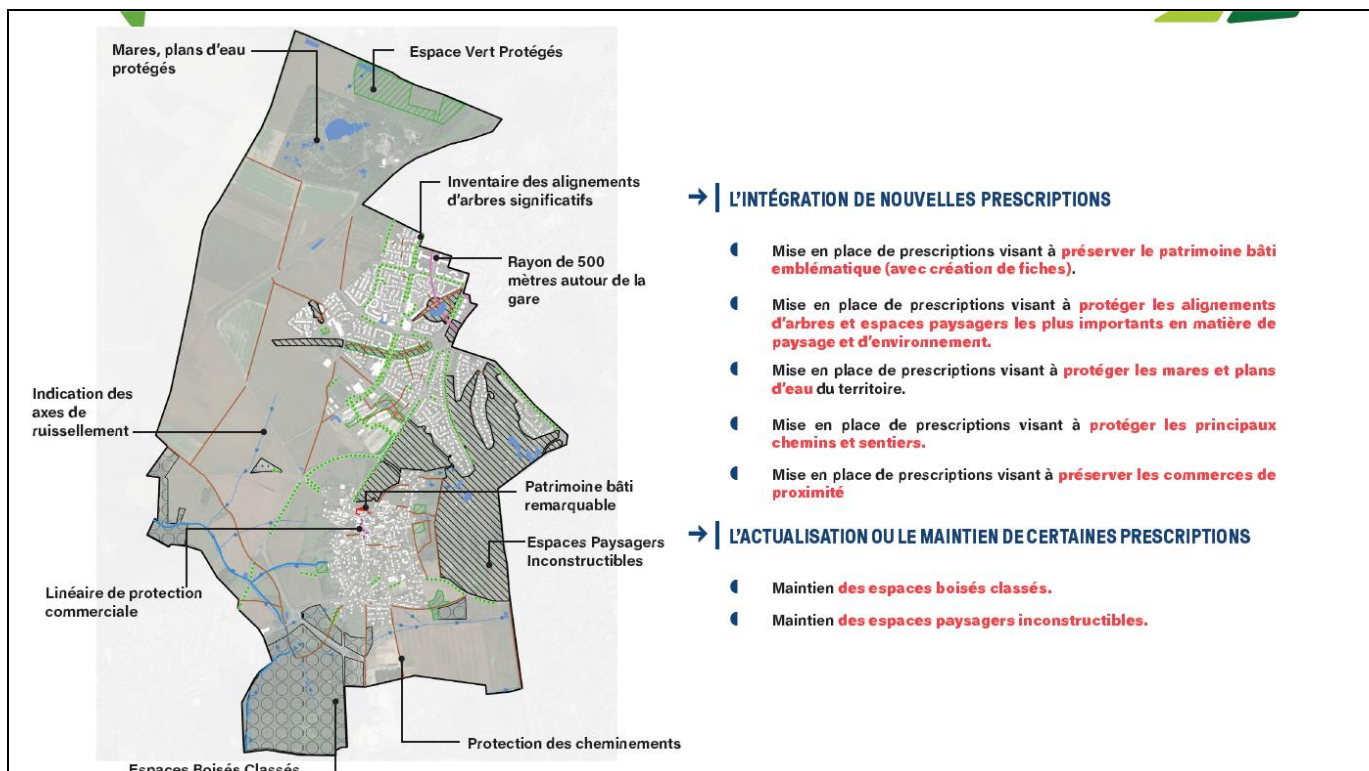 Mares, plans d'eau
protégés
Espace Vert Protégés
Inventaire des alignements
d'arbres significatifs
Rayon de 500
mètres autour de la
gare
Indication des
axes de
ruissellement
Patrimoine bâti
remarquable
Espaces Paysagers
Inconstructibles
Linéaire de protection
commerciale
Protection des cheminements
Espaces Boisés Classés
L'INTÉGRATION DE NOUVELLES PRESCRIPTIONS
Mise en place de prescriptions visant à préserver le patrimoine bâti
emblématique (avec création de fiches).
Mise en place de prescriptions visant à protéger les alignements
d'arbres et espaces paysagers les plus importants en matière de
paysage et d'environnement.
Mise en place de prescriptions visant à protéger les mares et plans
d'eau du territoire.
Mise en place de prescriptions visant à protéger les principaux
chemins et sentiers.
Mise en place de prescriptions visant à préserver les commerces de
proximité
L'ACTUALISATION OU LE MAINTIEN DE CERTAINES PRESCRIPTIONS
Maintien des espaces boisés classés.
Maintien des espaces paysagers inconstructibles.